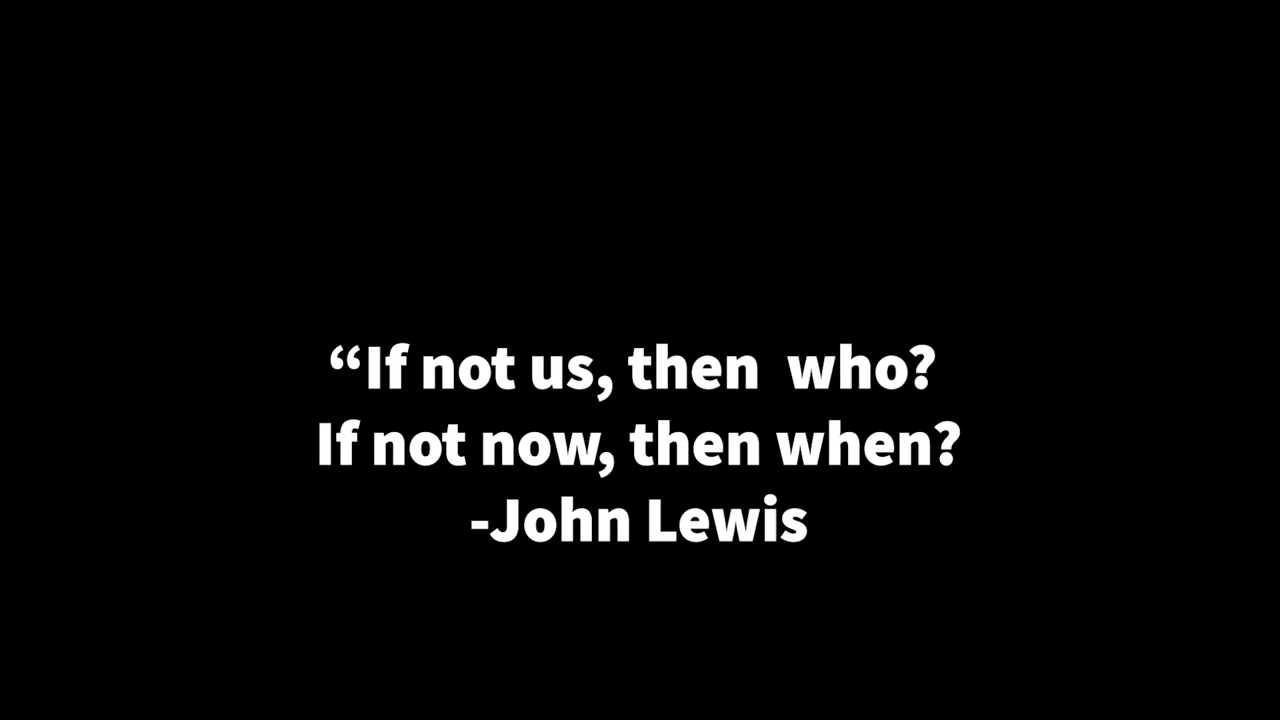 “If not us, then  who?
If not now, then when?
-John Lewis